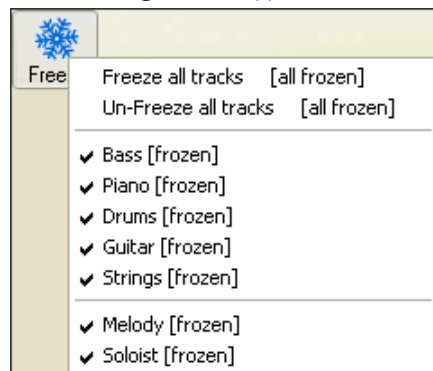 Free
Freeze all tracks [all frozen]
Un-Freeze all tracks [all frozen]
Bass [frozen]
Piano [frozen]
Drums [frozen]
Guitar [frozen]
Strings [frozen]
Melody [frozen]
Soloist [frozen]